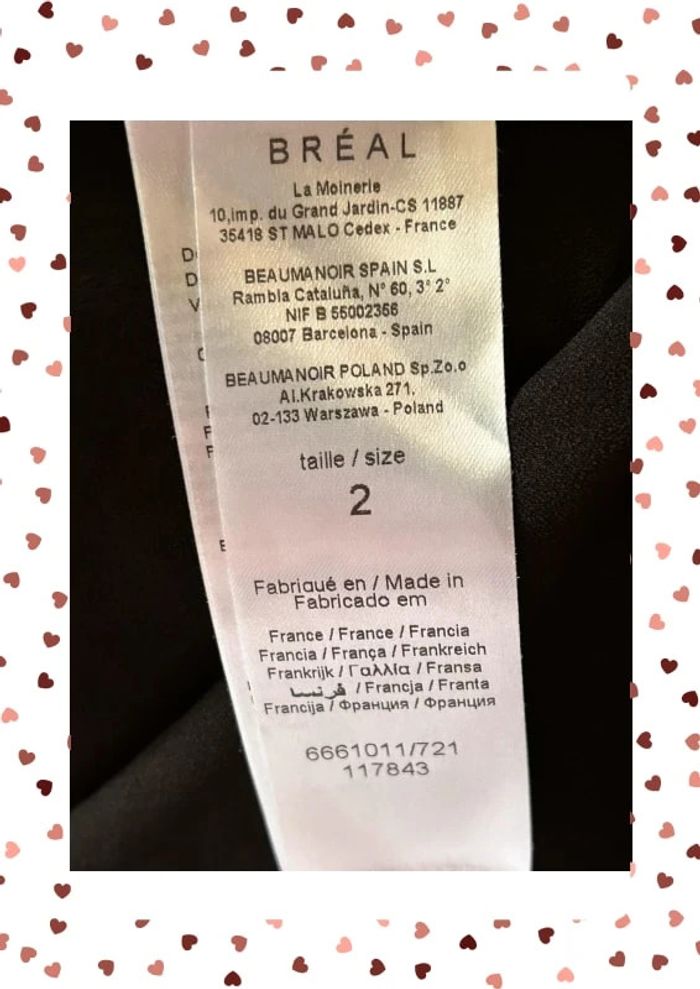 BRÉAL
La Moinerie
10,imp. du Grand Jardin-CS 11887
35418 ST MALO Cedex - France
BEAUMANOIR SPAIN S.L
Rambla Cataluña, N° 60, 3° 2°
NIF B 55002356
08007 Barcelona - Spain
BEAUMANOIR POLAND Sp.Zo.o
Al.Krakowska 271,
02-133 Warszawa - Poland
taille / size
2
Fabriqué en / Made in
Fabricado em
France / France / Francia
Francia / França / Frankreich
Frankrijk / Γαλλία / Fransa
فرنسا / Francja / Franta
Francija / Франция / Франция
6661011/721
117843